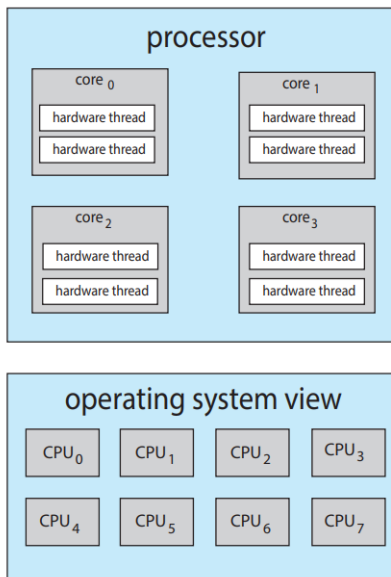 processor
core 0 core 1
hardware thread hardware thread
hardware thread hardware thread
core 2 core 3
hardware thread hardware thread
hardware thread hardware thread
operating system view
CPU0 CPU1 CPU2 CPU3
CPU4 CPU5 CPU6 CPU7